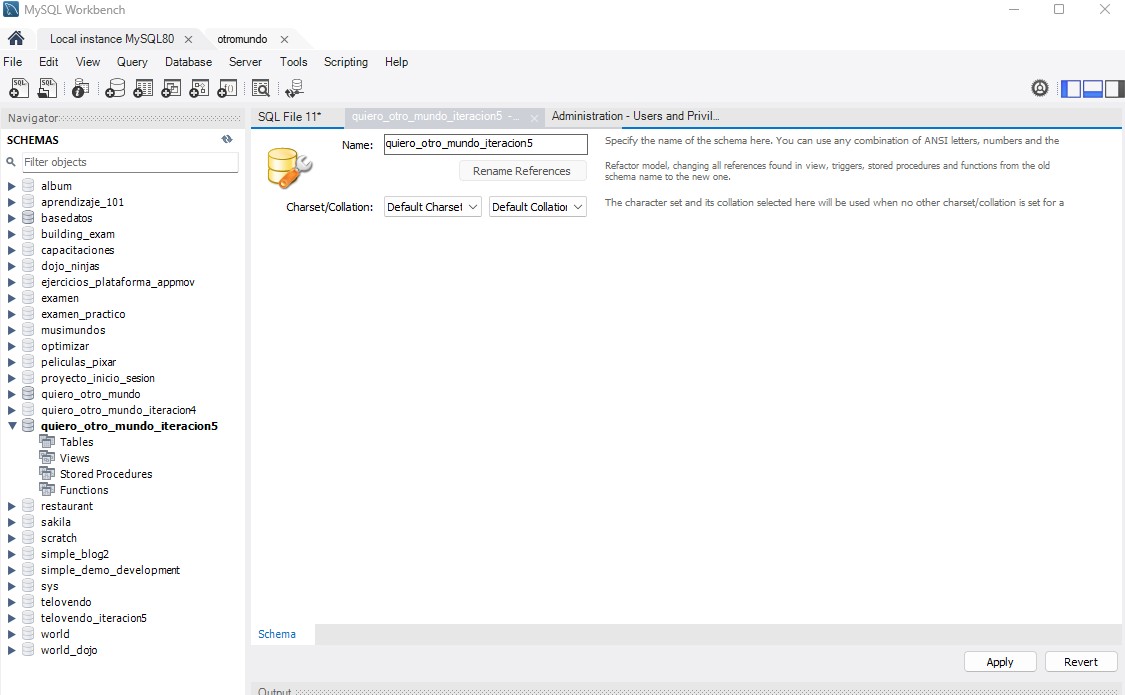 MySQL Workbench
Local instance MySQL80
otromundo
File Edit View Query Database Server Tools Scripting Help
Navigator
SCHEMAS
Filter objects
album
aprendizaje_101
basedatos
building_exam
capacitaciones
dojo_ninjas
ejercicios_plataforma_appmov
examen
examen_practico
musimundos
optimizar
peliculas_pixar
proyecto_inicio_sesion
quiero_otro_mundo
quiero_otro_mundo_iteracion4
quiero_otro_mundo_iteracion5
Tables
Views
Stored Procedures
Functions
restaurant
sakila
scratch
simple_blog2
simple_demo_development
sys
telovendo
telovendo_iteracion5
world
world_dojo
SQL File 11*
quiero_otro_mundo_iteracion5 -...
Administration - Users and Privil...
Name: quiero_otro_mundo_iteracion5
Specify the name of the schema here. You can use any combination of ANSI letters, numbers and the
Rename References
Refactor model, changing all references found in view, triggers, stored procedures and functions from the old
schema name to the new one.
Charset/Collation: Default Charset Default Collation
The character set and its collation selected here will be used when no other charset/collation is set for a
Schema
Apply Revert
Output